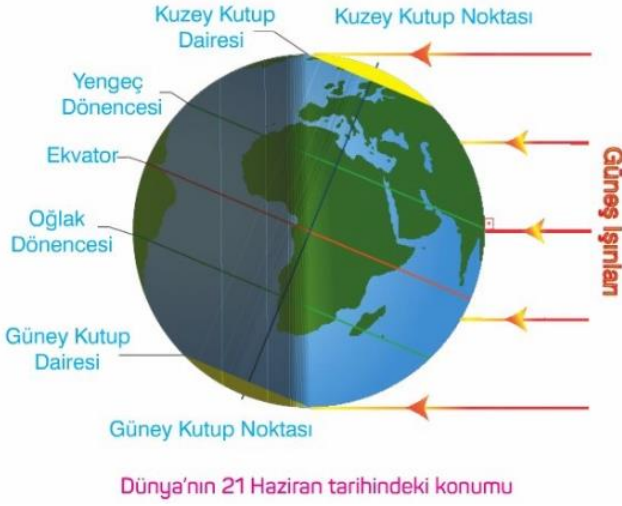 Kuzey Kutup
Dairesi
Kuzey Kutup Noktası
Yengeç
Dönencesi
Ekvator
Oğlak
Dönencesi
Güneş Işınları
Güney Kutup
Dairesi
Güney Kutup Noktası
Dünya'nın 21 Haziran tarihindeki konumu